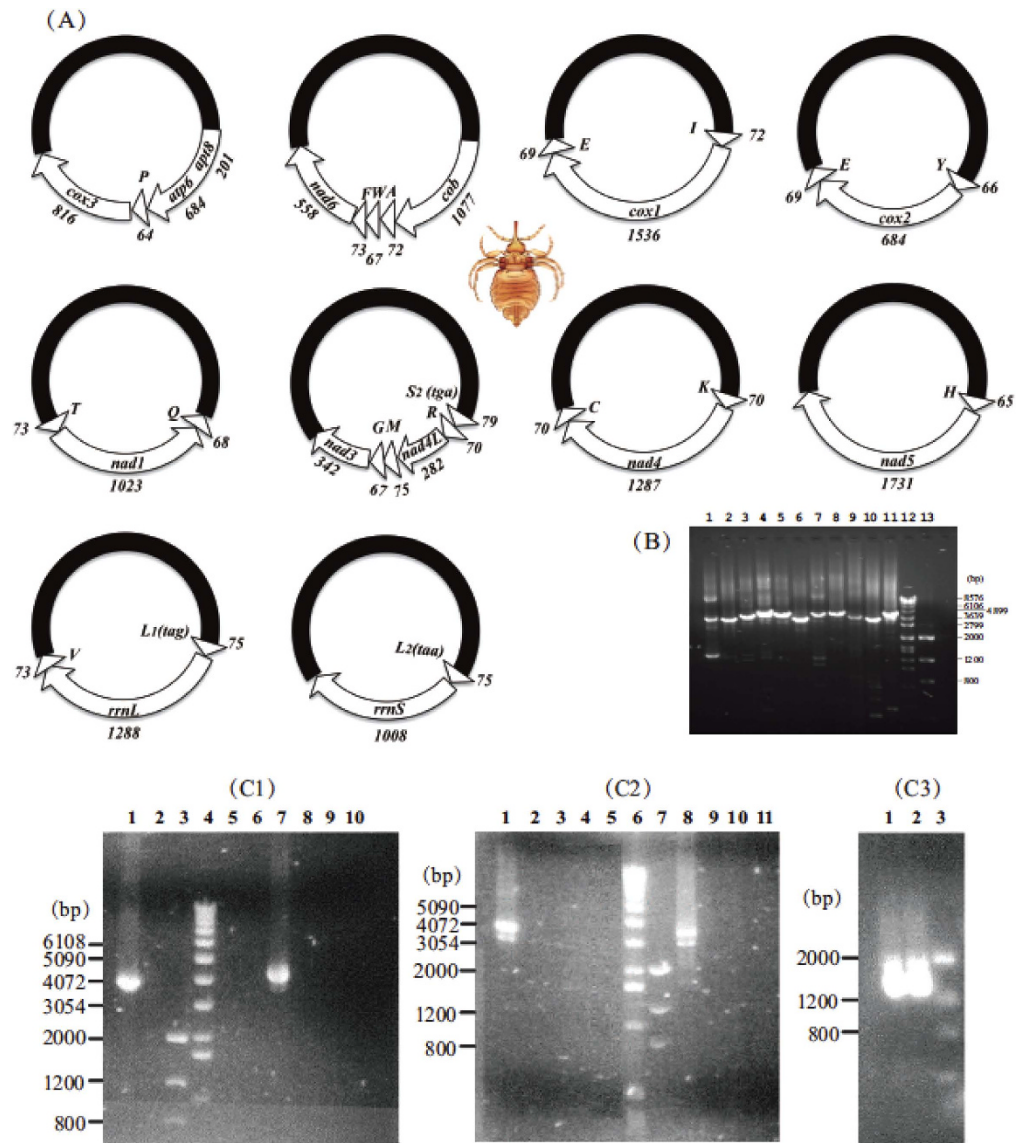 (A)
P
cox3
atp6
apt8
201
684
816
64
FWA
nad6
cob
558
1077
73
67
72
E
I
72
69
cox1
1536
E
Y
69
66
cox2
684
T
Q
73
68
nad1
1023
S2 (tga)
R
79
70
GM
nad3
nad4L
342
282
67
75
C
K
70
70
nad4
1287
H
65
nad5
1731
L1(tag)
75
V
73
rrnL
1288
L2(taa)
75
rrnS
1008
(B)
1 2 3 4 5 6 7 8 9 10 11 12 13
(bp)
8576
6106
4899
3639
2799
2000
1200
800
(C1)
1 2 3 4 5 6 7 8 9 10
(bp)
6108
5090
4072
3054
2000
1200
800
(C2)
1 2 3 4 5 6 7 8 9 10 11
(bp)
5090
4072
3054
2000
1200
800
(C3)
1 2 3
(bp)
2000
1200
800